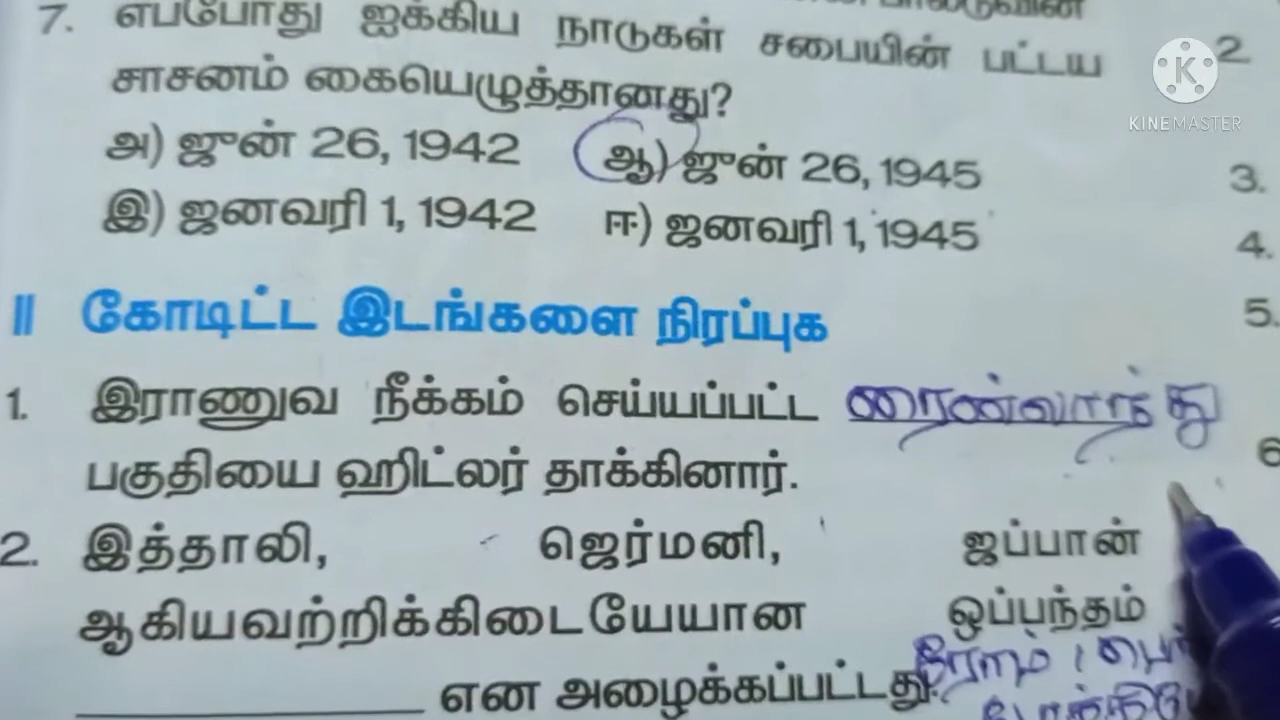 7. எப்போது ஐக்கிய நாடுகள் சபையின் பட்டய
சாசனம் கையெழுத்தானது?
அ) ஜுன் 26, 1942 ஆ) ஜுன் 26, 1945
இ) ஜனவரி 1, 1942 ஈ) ஜனவரி 1, 1945
II கோடிட்ட இடங்களை நிரப்புக
1. இராணுவ நீக்கம் செய்யப்பட்ட ரைன்லாந்து
பகுதியை ஹிட்லர் தாக்கினார்.
2. இத்தாலி, ஜெர்மனி, ஜப்பான்
ஆகியவற்றிக்கிடையேயான ஒப்பந்தம்
ரோம்
என அழைக்கப்பட்டது.
2
3.
4.
5.
6
KINEMASTER